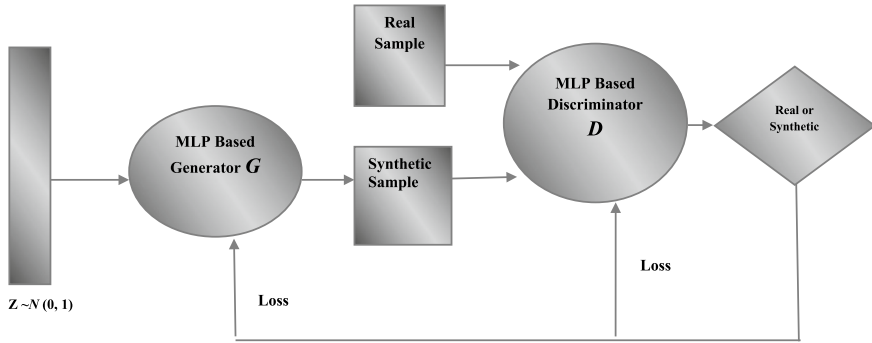 Z ~N (0, 1)
MLP Based
Generator G
Real
Sample
Synthetic
Sample
MLP Based
Discriminator
D
Real or
Synthetic
Loss
Loss